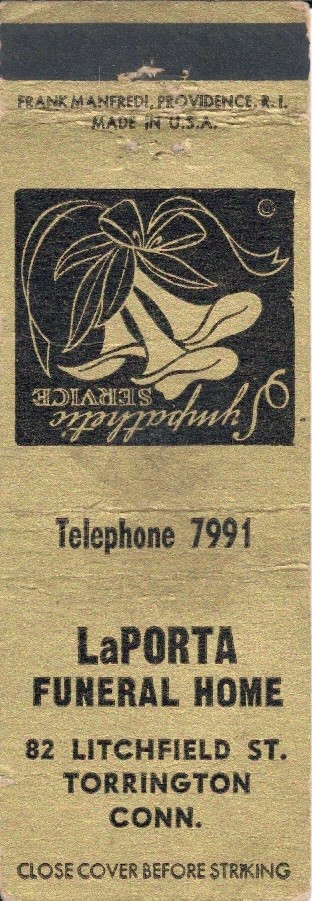 FRANK MANFREDI, PROVIDENCE, R. I.
MADE IN U.S.A.
Sympathetic
SERVICE
Telephone 7991
LaPORTA
FUNERAL HOME
82 LITCHFIELD ST.
TORRINGTON
CONN.
CLOSE COVER BEFORE STRIKING